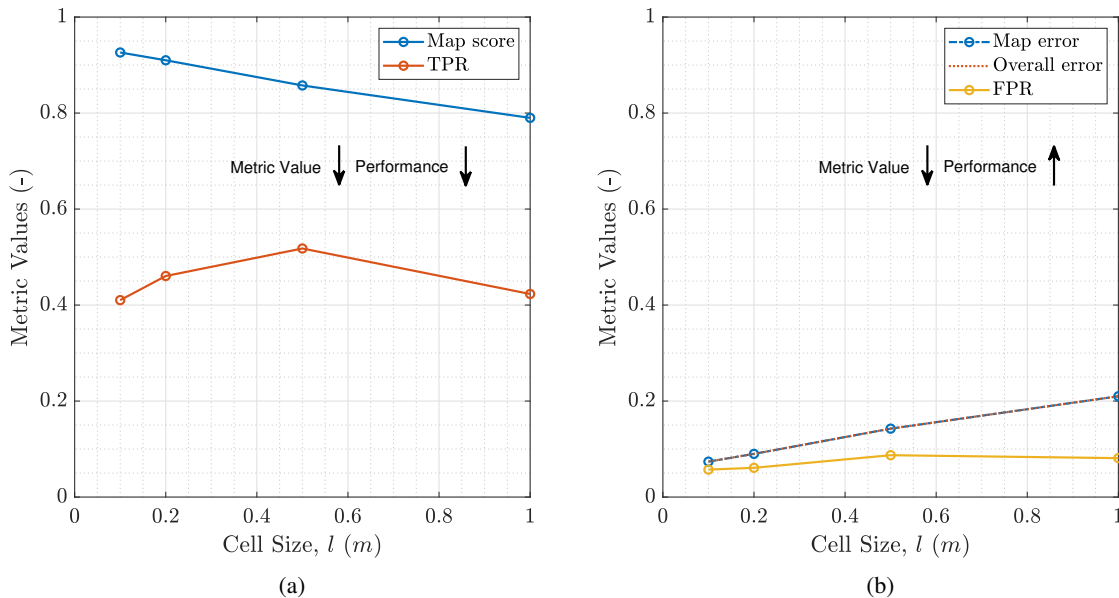 1
0.8
0.6
0.4
0.2
0
0 0.2 0.4 0.6 0.8 1
Metric Values (-)
Cell Size, l (m)
Map score
TPR
Metric Value ↓ Performance ↓
(a)
1
0.8
0.6
0.4
0.2
0
0 0.2 0.4 0.6 0.8 1
Metric Values (-)
Cell Size, l (m)
Map error
Overall error
FPR
Metric Value ↓ Performance ↑
(b)